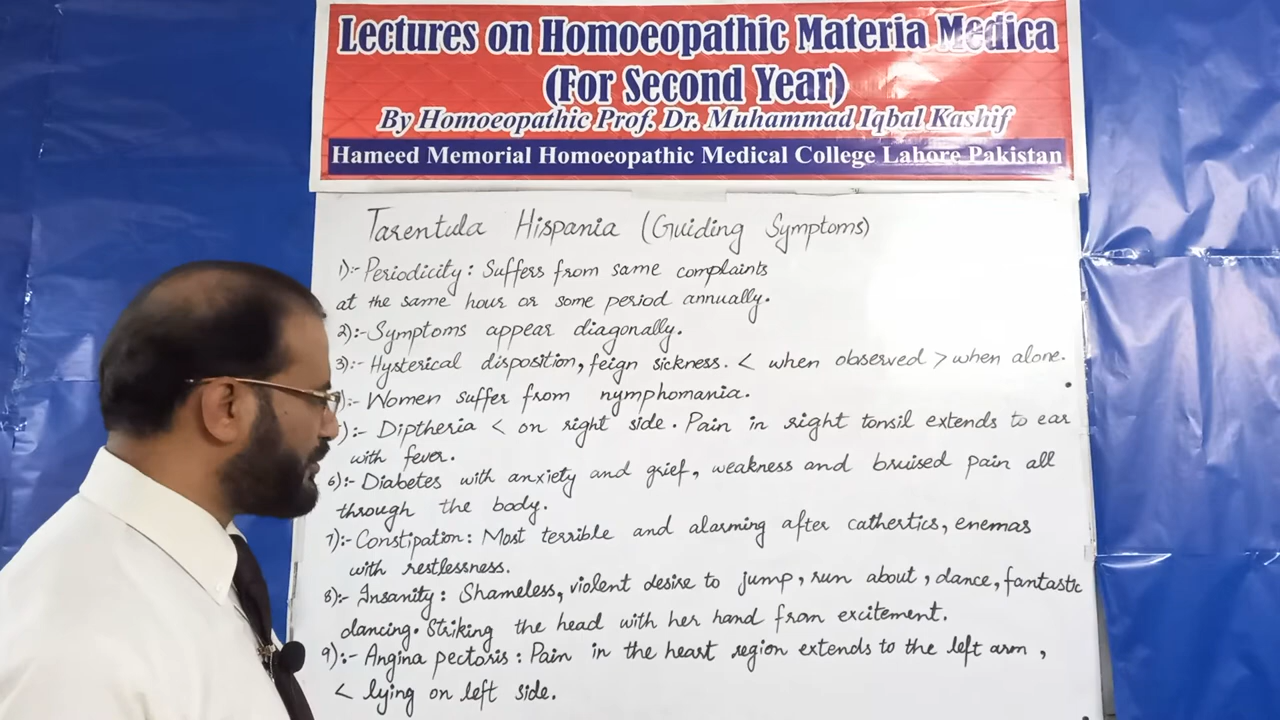 Lectures on Homoeopathic Materia Medica
(For Second Year)
By Homoeopathic Prof. Dr. Muhammad Iqbal Kashif
Hameed Memorial Homoeopathic Medical College Lahore Pakistan
Tarentula Hispania (Guiding Symptoms)
1):- Periodicity: Suffers from same complaints
at the same hour or some period annually.
2):- Symptoms appear diagonally.
3):- Hysterical disposition, feign sickness. < when observed > when alone.
):- Women suffer from nymphomania.
):- Diptheria < on right side. Pain in right tonsil extends to ear
with fever.
6):- Diabetes with anxiety and grief, weakness and bruised pain all
through the body.
7):- Constipation: Most terrible and alarming after cathertics, enemas
with restlessness.
8):- Insanity: Shameless, violent desire to jump, run about, dance, fantastic
dancing. Striking the head with her hand from excitement.
9):- Angina pectoris: Pain in the heart region extends to the left arm,
< lying on left side.